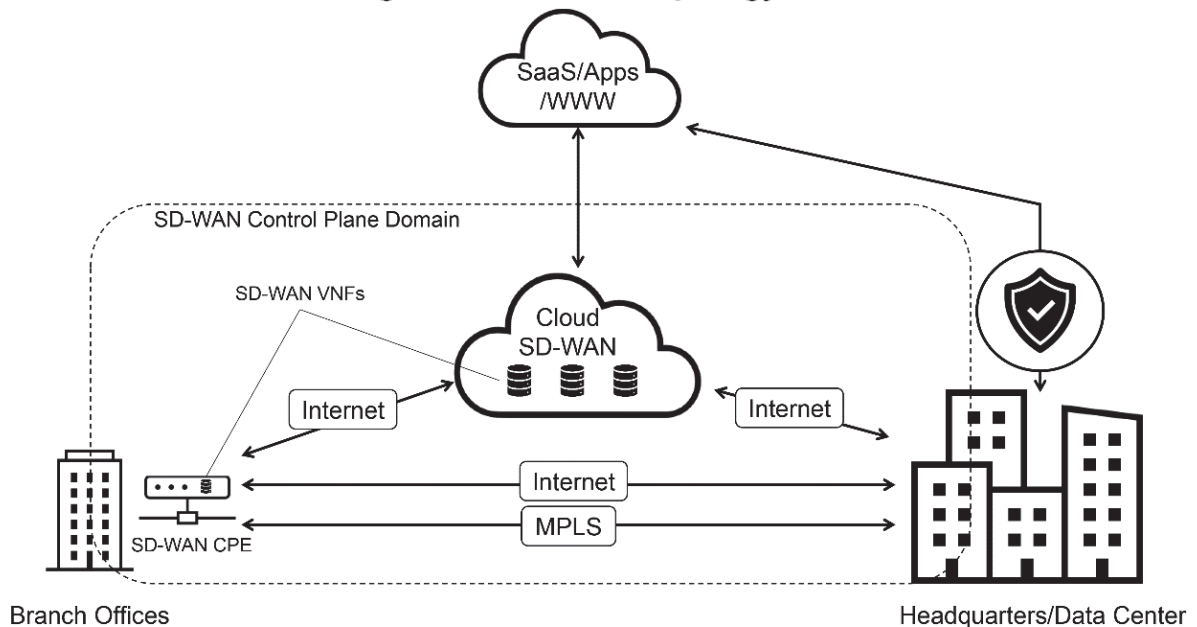 SaaS/Apps
/WWW
SD-WAN Control Plane Domain
SD-WAN VNFs
Cloud
SD-WAN
Internet
Internet
Internet
MPLS
SD-WAN CPE
Branch Offices
Headquarters/Data Center